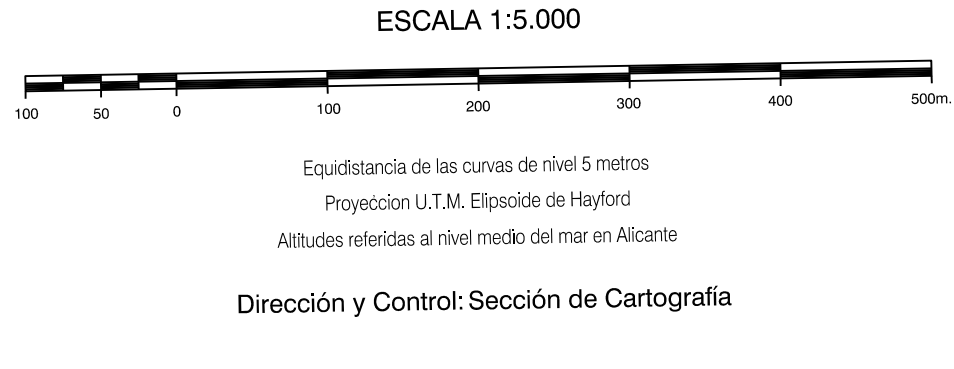 ESCALA 1:5.000
100 50 0 100 200 300 400 500m.
Equidistancia de las curvas de nivel 5 metros
Proyeccion U.T.M. Elipsoide de Hayford
Altitudes referidas al nivel medio del mar en Alicante
Dirección y Control: Sección de Cartografía